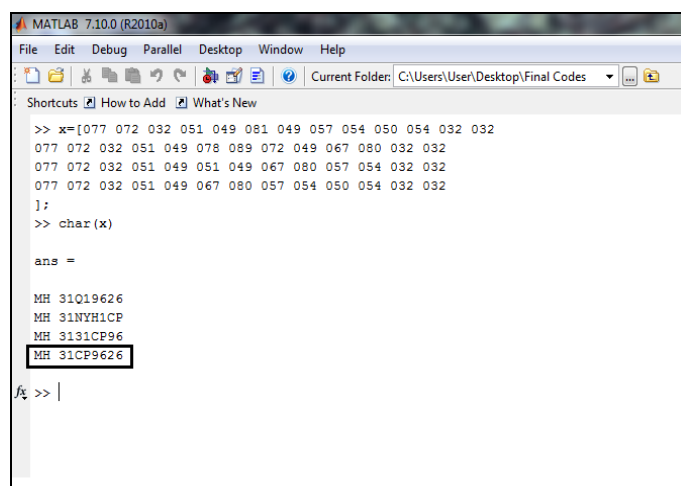 MATLAB 7.10.0 (R2010a)
File Edit Debug Parallel Desktop Window Help
Current Folder: C:\Users\User\Desktop\Final Codes
Shortcuts How to Add What's New
>> x=[077 072 032 051 049 081 049 057 054 050 054 032 032
077 072 032 051 049 078 089 072 049 067 080 032 032
077 072 032 051 049 051 049 067 080 057 054 032 032
077 072 032 051 049 067 080 057 054 050 054 032 032
];
>> char(x)
ans =
MH 31Q19626
MH 31NYH1CP
MH 3131CP96
MH 31CP9626
fx >>